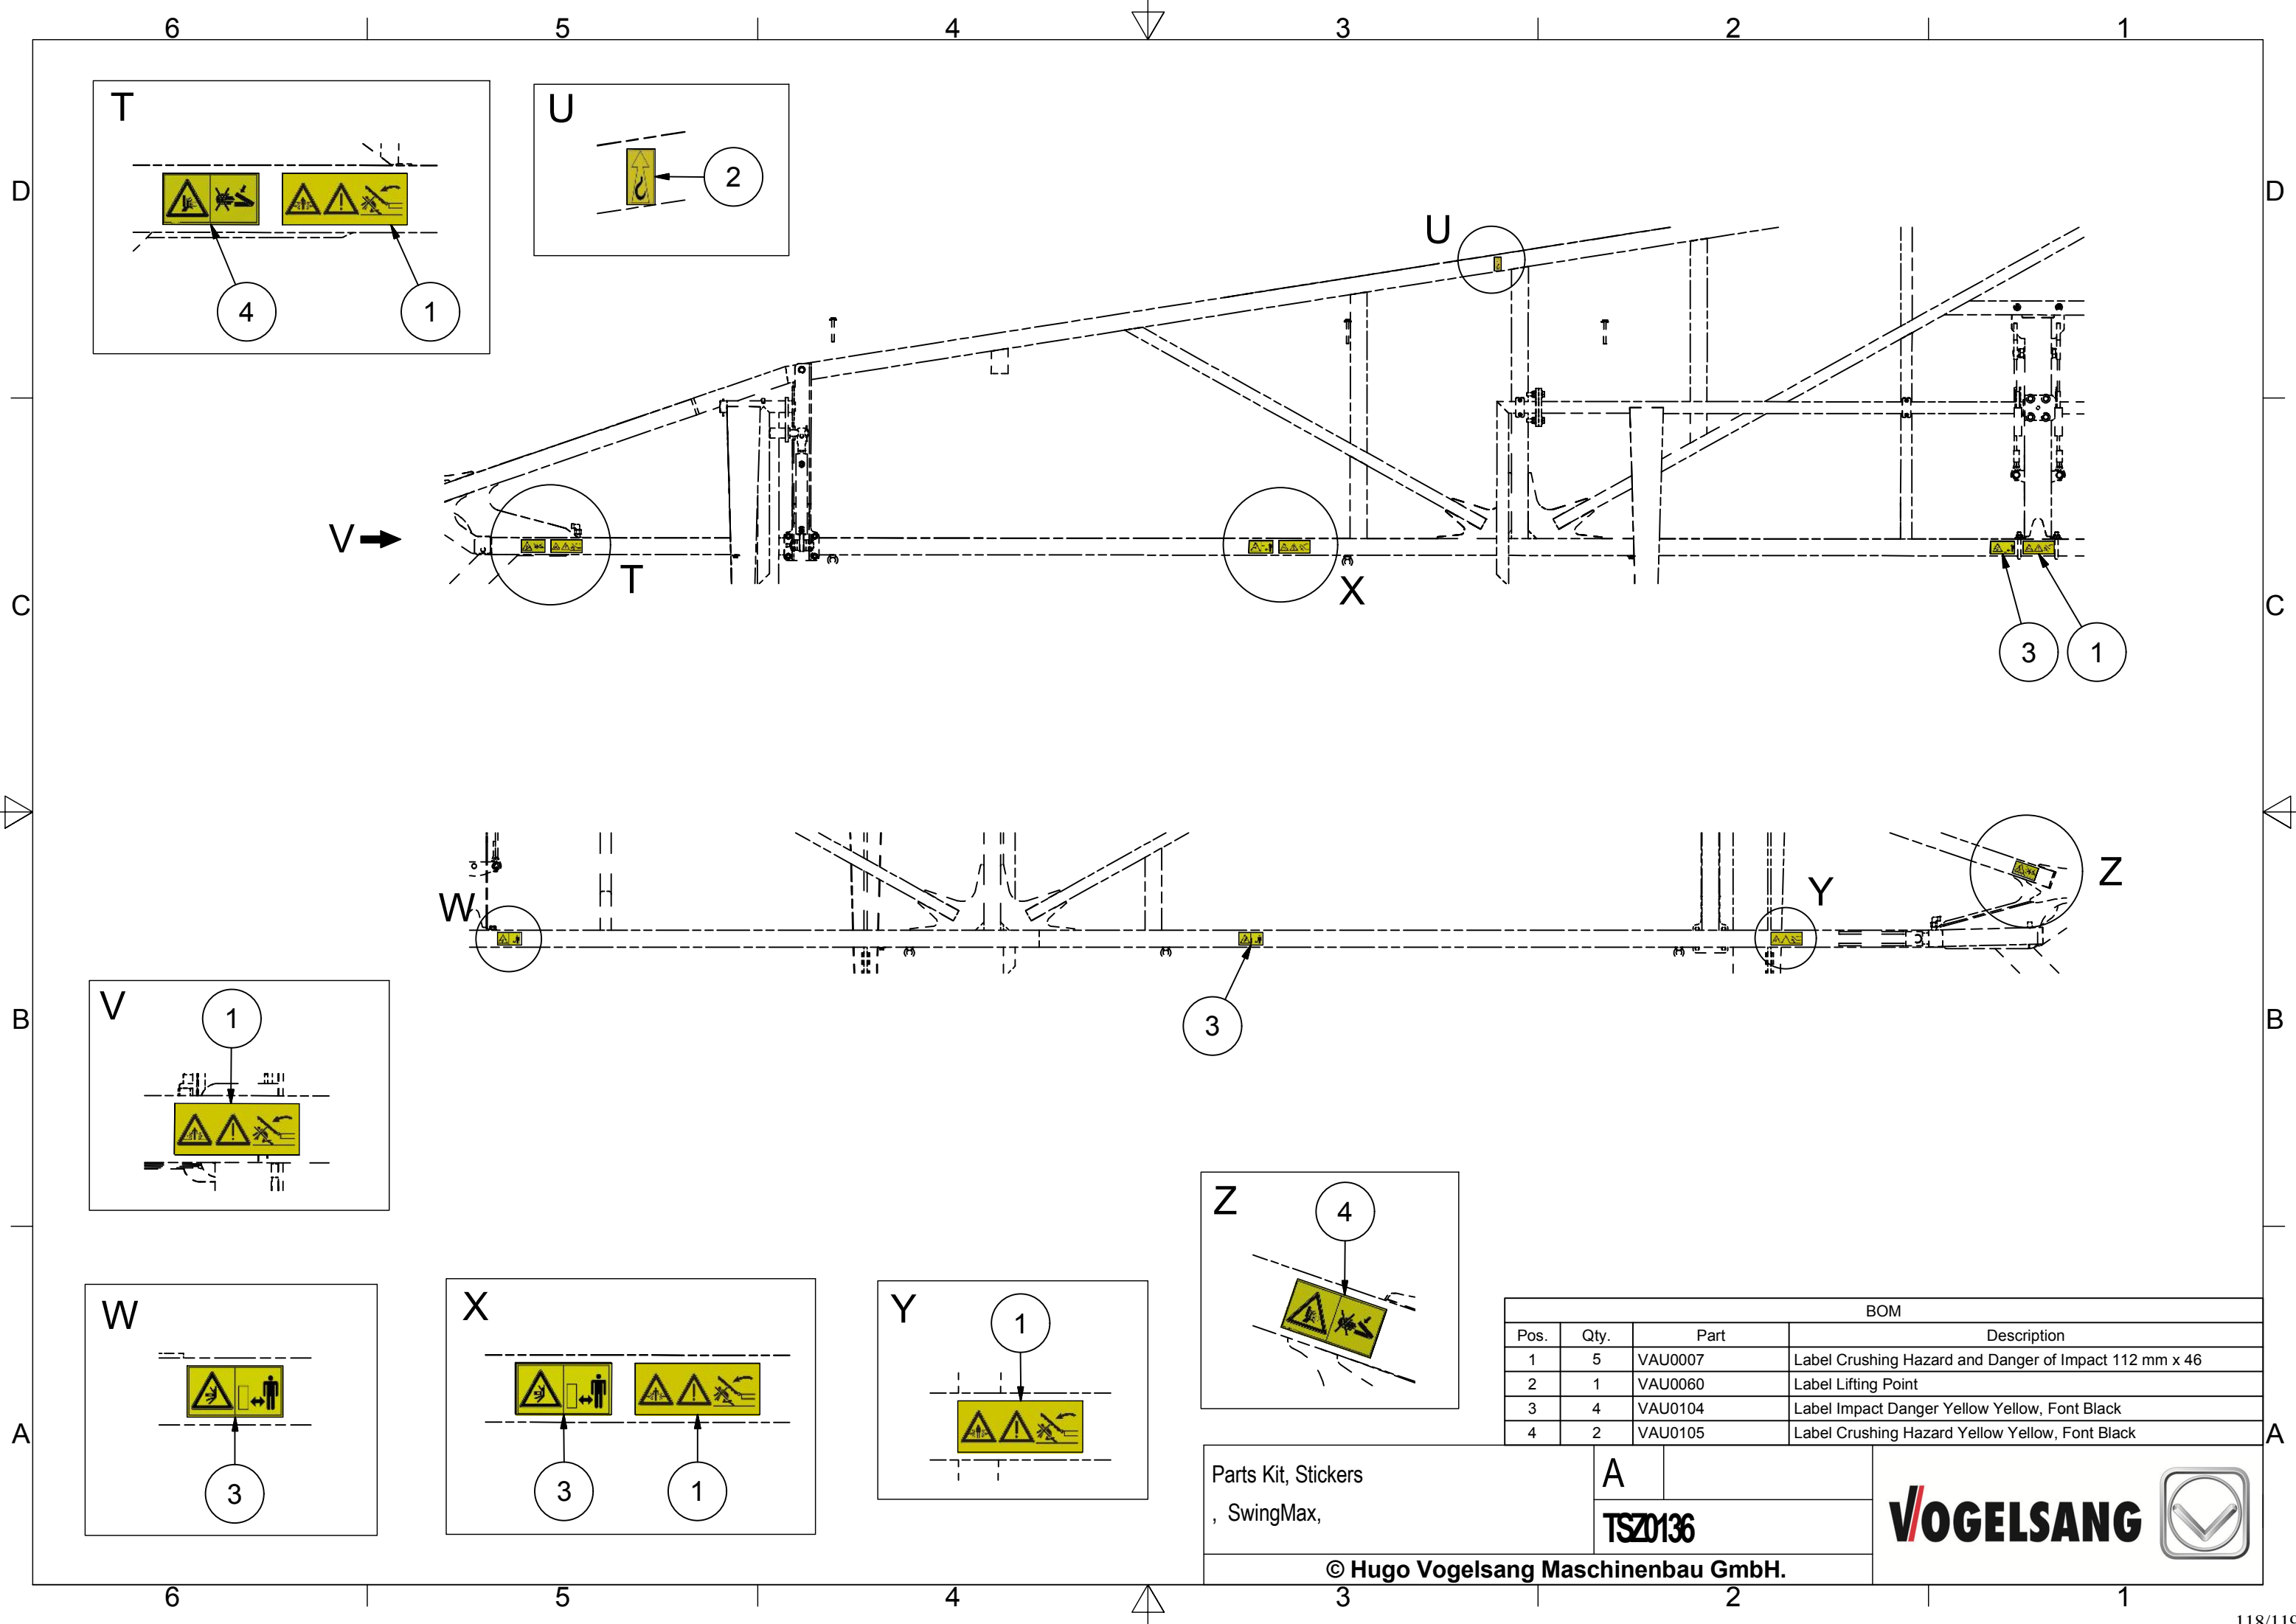 6 5 4 3 2 1
T
U
2
D D
4 1
U
V
T
X
C C
3 1
W
Y
Z
3
B B
V
1
Z
4
W
X
Y
1
3
3 1
A A
BOM
Pos. Qty. Part Description
1 5 VAU0007 Label Crushing Hazard and Danger of Impact 112 mm x 46
2 1 VAU0060 Label Lifting Point
3 4 VAU0104 Label Impact Danger Yellow Yellow, Font Black
4 2 VAU0105 Label Crushing Hazard Yellow Yellow, Font Black
Parts Kit, Stickers
, SwingMax,
A
TSZ0136
VOGELSANG
© Hugo Vogelsang Maschinenbau GmbH.
6 5 4 3 2 1
118/119